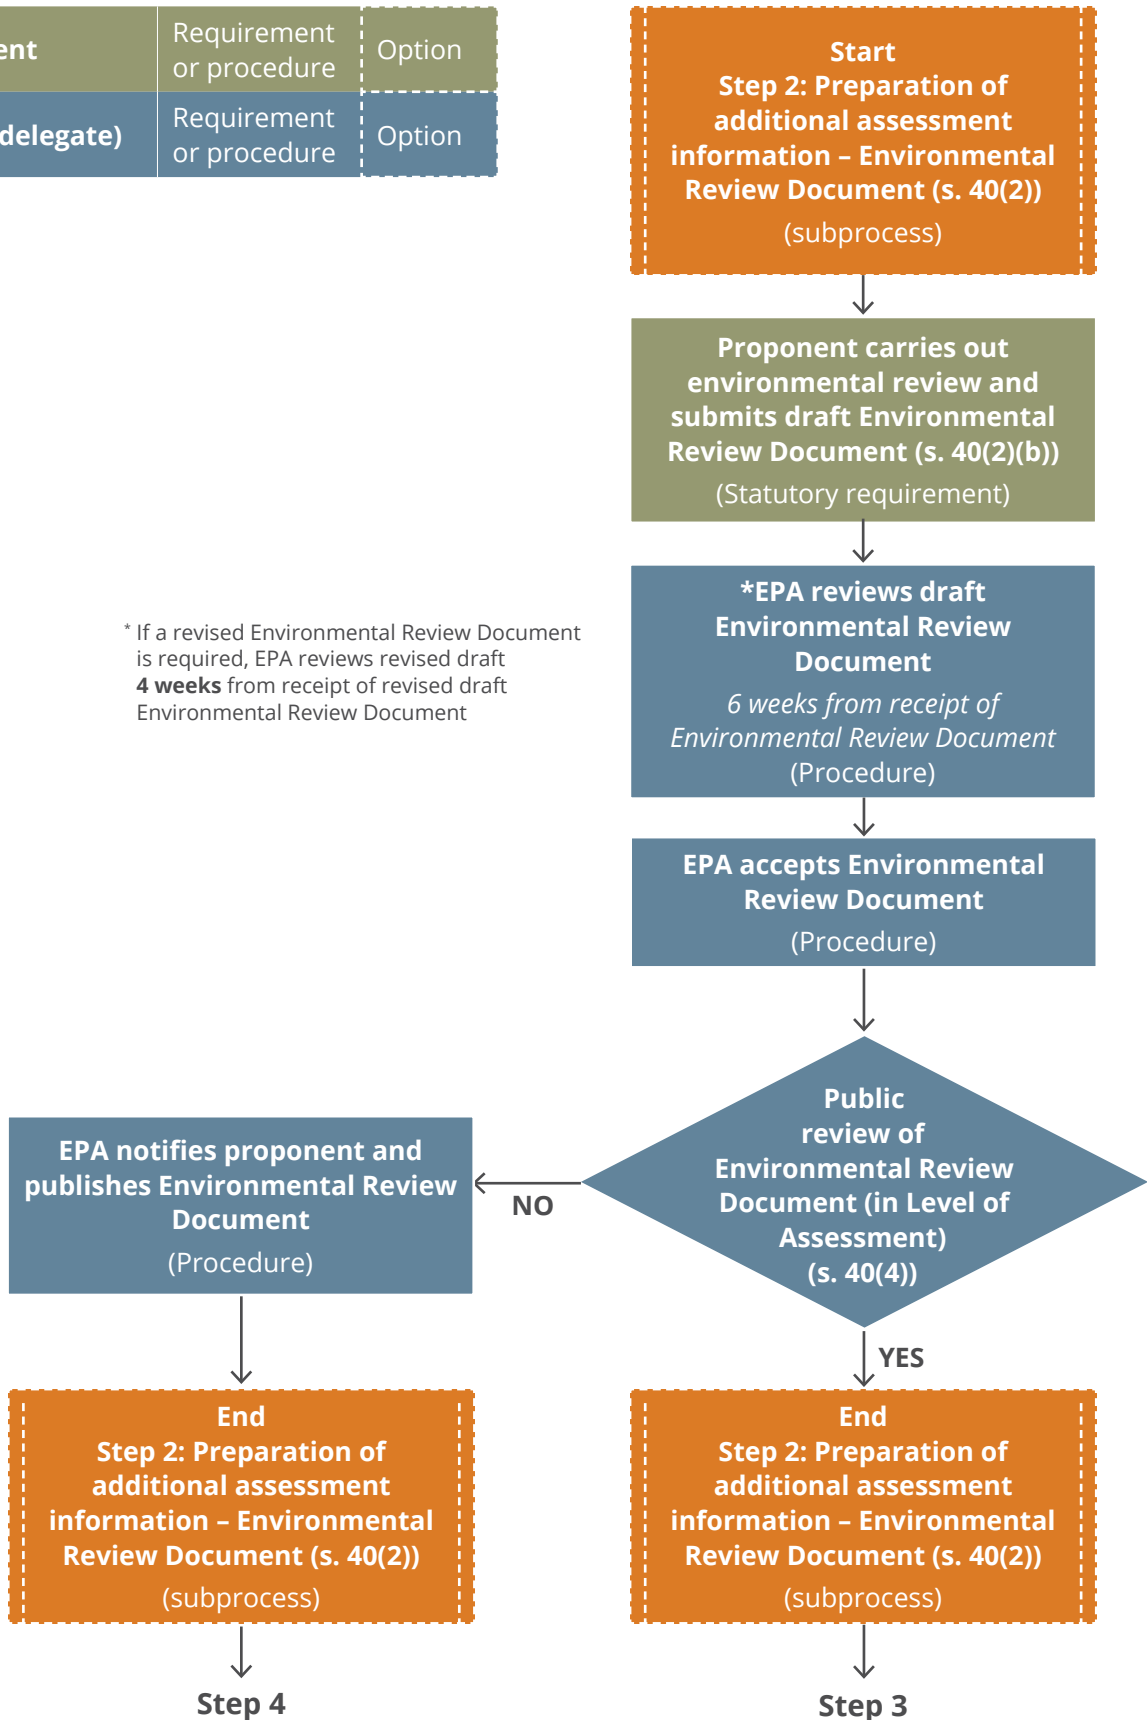 Requirement
or procedure
Option
delegate)
Requirement
or procedure
Option
Start
Step 2: Preparation of
additional assessment
information – Environmental
Review Document (s. 40(2))
(subprocess)
Proponent carries out
environmental review and
submits draft Environmental
Review Document (s. 40(2)(b))
(Statutory requirement)
*EPA reviews draft
Environmental Review
Document
6 weeks from receipt of
Environmental Review Document
(Procedure)
* If a revised Environmental Review Document
is required, EPA reviews revised draft
4 weeks from receipt of revised draft
Environmental Review Document
EPA accepts Environmental
Review Document
(Procedure)
Public
review of
Environmental Review
Document (in Level of
Assessment)
(s. 40(4))
NO
EPA notifies proponent and
publishes Environmental Review
Document
(Procedure)
YES
End
Step 2: Preparation of
additional assessment
information – Environmental
Review Document (s. 40(2))
(subprocess)
Step 4
End
Step 2: Preparation of
additional assessment
information – Environmental
Review Document (s. 40(2))
(subprocess)
Step 3